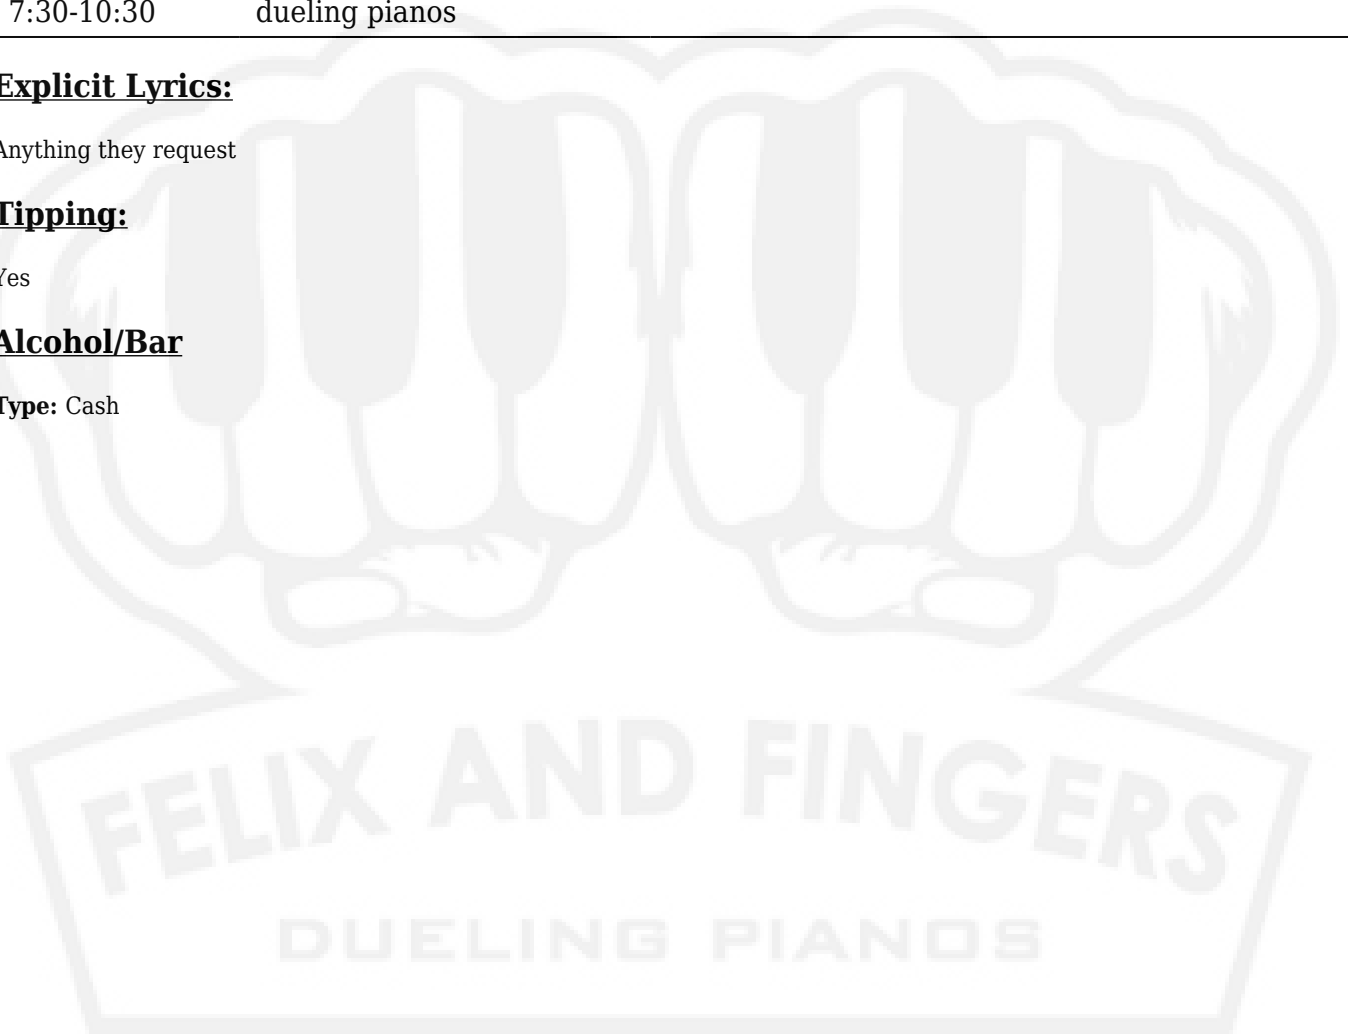 7:30-10:30 dueling pianos
Explicit Lyrics:
Anything they request
Tipping:
Yes
Alcohol/Bar
Type: Cash
FELIX AND FINGERS
DUELING PIANOS